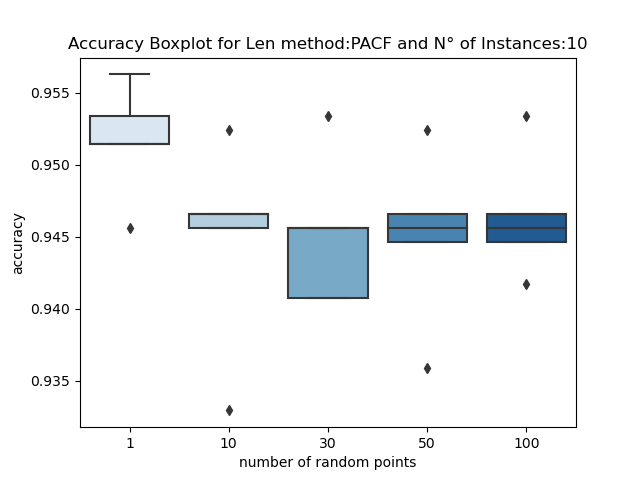 Accuracy Boxplot for Len method:PACF and N° of Instances:10
0.955
0.950
0.945
0.940
0.935
accuracy
1 10 30 50 100
number of random points